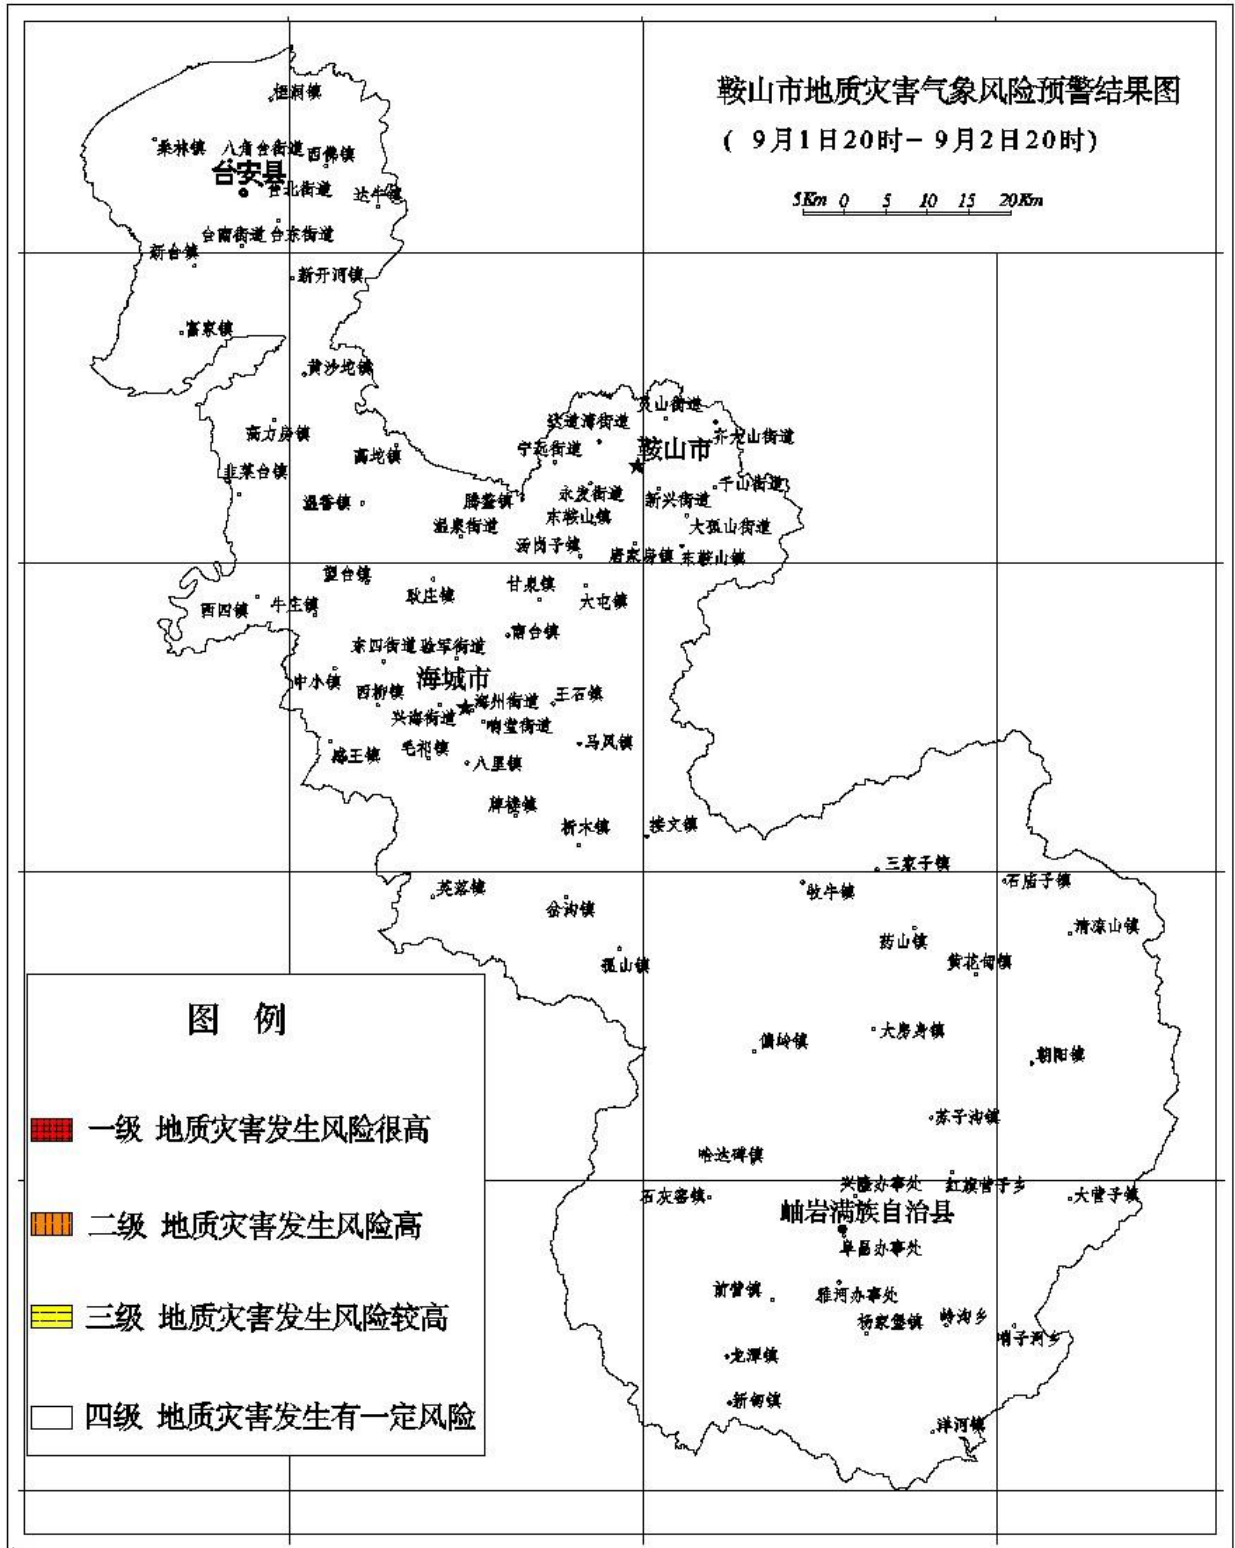 鞍山市地质灾害气象风险预警结果图
( 9月1日20时－9月2日20时)
5Km 0 5 10 15 20Km
桓洞镇
桑林镇
八角台街道
西佛镇
台安县
台北街道
达牛镇
台南街道
台东街道
新台镇
新开河镇
富家镇
黄沙坨镇
高力房镇
高坨镇
韭菜台镇
温香镇
腾鳌镇
温泉街道
灵山街道
达道湾街道
宁远街道
齐大山街道
鞍山市
千山街道
永发街道
新兴街道
东鞍山镇
大孤山街道
汤岗子镇
唐家房镇
东鞍山镇
望台镇
耿庄镇
甘泉镇
大屯镇
西四镇
牛庄镇
南台镇
东四街道
验军街道
海城市
中小镇
西柳镇
海州街道
王石镇
兴海街道
响堂街道
感王镇
毛祁镇
八里镇
马风镇
牌楼镇
析木镇
接文镇
三家子镇
英落镇
岔沟镇
牧牛镇
石庙子镇
孤山镇
药山镇
清凉山镇
黄花甸镇
偏岭镇
大房身镇
朝阳镇
苏子沟镇
哈达碑镇
石灰窑镇
兴隆办事处
红旗营子乡
大营子镇
岫岩满族自治县
阜昌办事处
前营镇
雅河办事处
杨家堡镇
岭沟乡
哨子河乡
龙潭镇
新甸镇
洋河镇
图 例
一级 地质灾害发生风险很高
二级 地质灾害发生风险高
三级 地质灾害发生风险较高
四级 地质灾害发生有一定风险